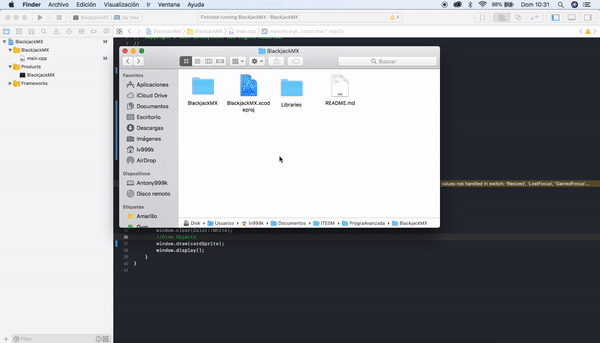 Finder Archivo Edición Visualización Ir Ventana Ayuda 98% Dom 10:31
BlackjackMX My Mac Finished running BlackjackMX
BlackjackMX
BlackjackMX
main.cpp M
Products
BlackjackMX
Frameworks
BlackjackMX
Buscar
Favoritos
Aplicaciones
iCloud Drive
Documentos
Escritorio
Descargas
Imágenes
lv999k
AirDrop
Dispositivos
Antony999k
Disco remoto
Etiquetas
Amarillo
BlackjackMX
BlackjackMX.xcodeproj
Libraries
README.md
Disk Usuarios lv999k Documentos ITESM PrograAvanzada BlackjackMX
values not handled in switch: 'Resized', 'LostFocus', 'GainedFocus'...
window.clear(Color::White);
//Draw Objects
window.draw(cardSprite);
window.display();
}
}
Filtrar